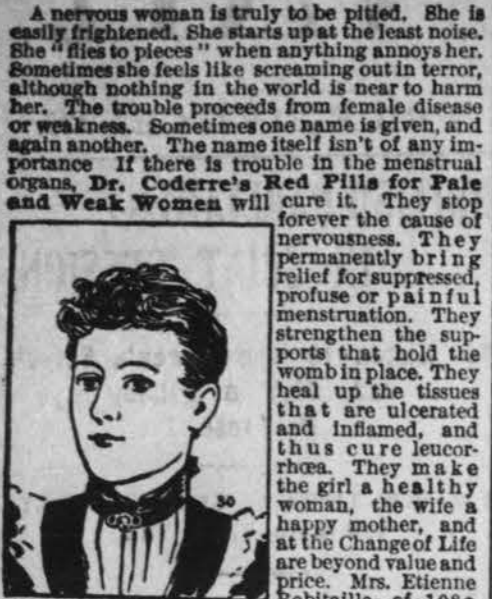 A nervous woman is truly to be pitied. She is
easily frightened. She starts up at the least noise.
She "flies to pieces" when anything annoys her.
Sometimes she feels like screaming out in terror,
although nothing in the world is near to harm
her. The trouble proceeds from female disease
or weakness. Sometimes one name is given, and
again another. The name itself isn't of any im-
portance If there is trouble in the menstrual
organs, Dr. Coderre's Red Pills for Pale
and Weak Women will cure it. They stop
forever the cause of
nervousness. They
permanently bring
relief for suppressed,
profuse or painful
menstruation. They
strengthen the sup-
ports that hold the
womb in place. They
heal up the tissues
that are ulcerated
and inflamed, and
thus cure leucor-
rhœa. They make
the girl a healthy
woman, the wife a
happy mother, and
at the Change of Life
are beyond value and
price. Mrs. Etienne
30